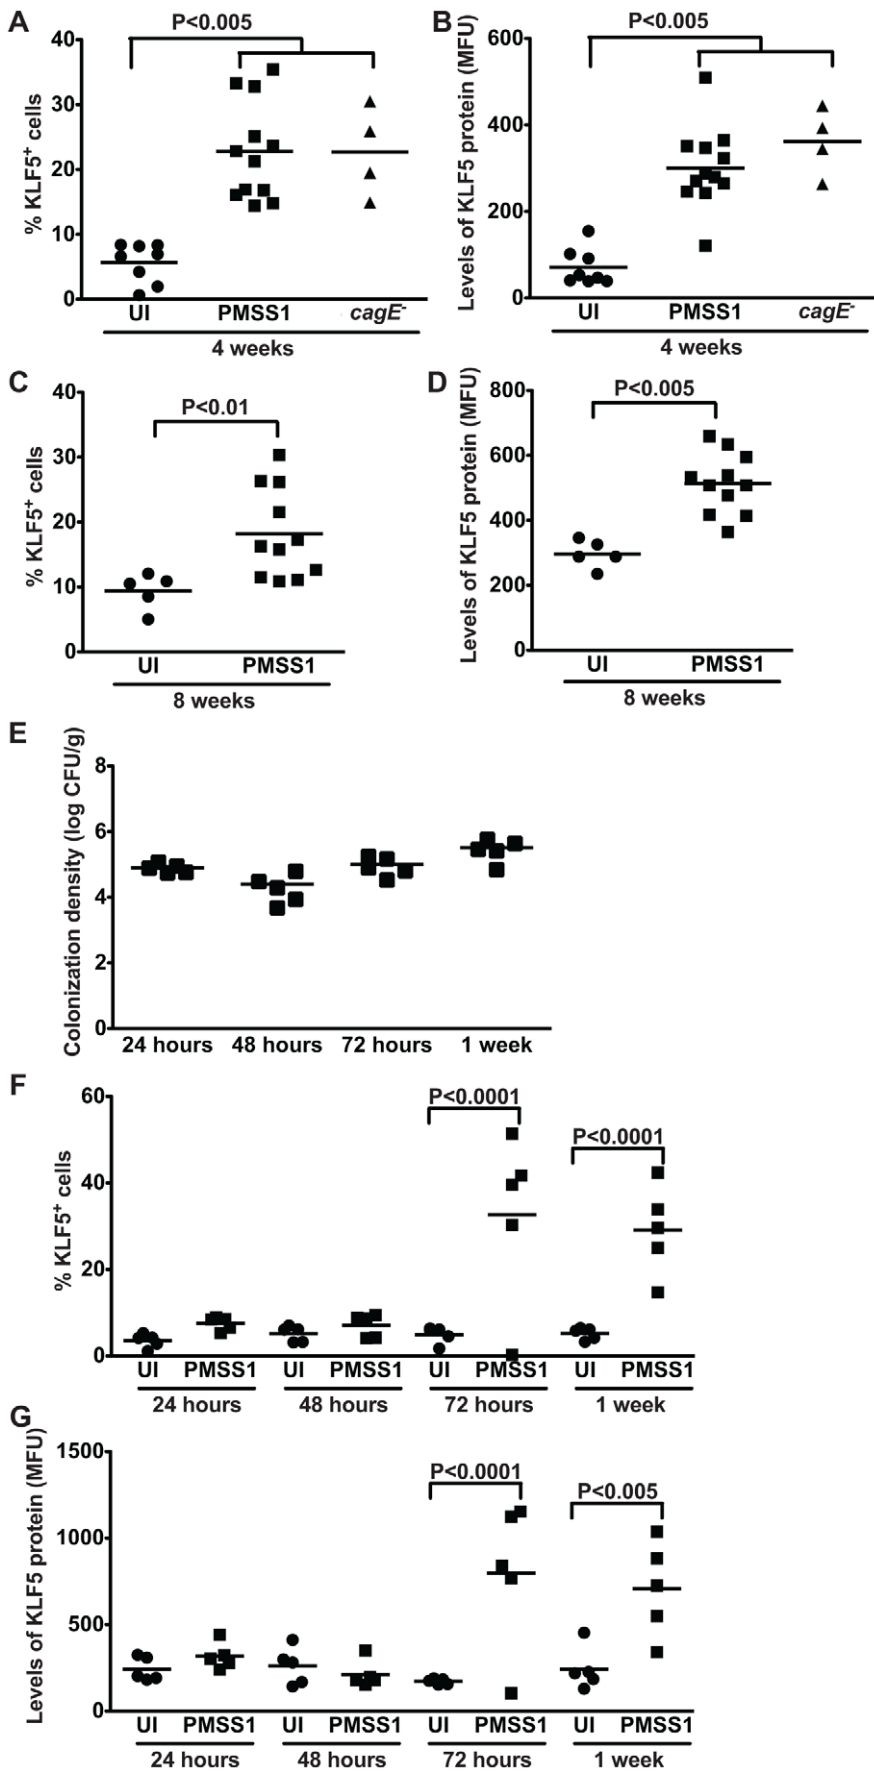 A
P<0.005
% KLF5⁺ cells
40
30
20
10
0
UI PMSS1 cagE⁻
4 weeks
B
P<0.005
Levels of KLF5 protein (MFU)
600
400
200
0
UI PMSS1 cagE⁻
4 weeks
C
P<0.01
% KLF5⁺ cells
40
30
20
10
0
UI PMSS1
8 weeks
D
P<0.005
Levels of KLF5 protein (MFU)
800
600
400
200
0
UI PMSS1
8 weeks
E
Colonization density (log CFU/g)
8
6
4
2
0
24 hours 48 hours 72 hours 1 week
F
P<0.0001
P<0.0001
% KLF5⁺ cells
60
40
20
0
UI PMSS1 UI PMSS1 UI PMSS1 UI PMSS1
24 hours 48 hours 72 hours 1 week
G
P<0.0001
P<0.005
Levels of KLF5 protein (MFU)
1500
1000
500
0
UI PMSS1 UI PMSS1 UI PMSS1 UI PMSS1
24 hours 48 hours 72 hours 1 week